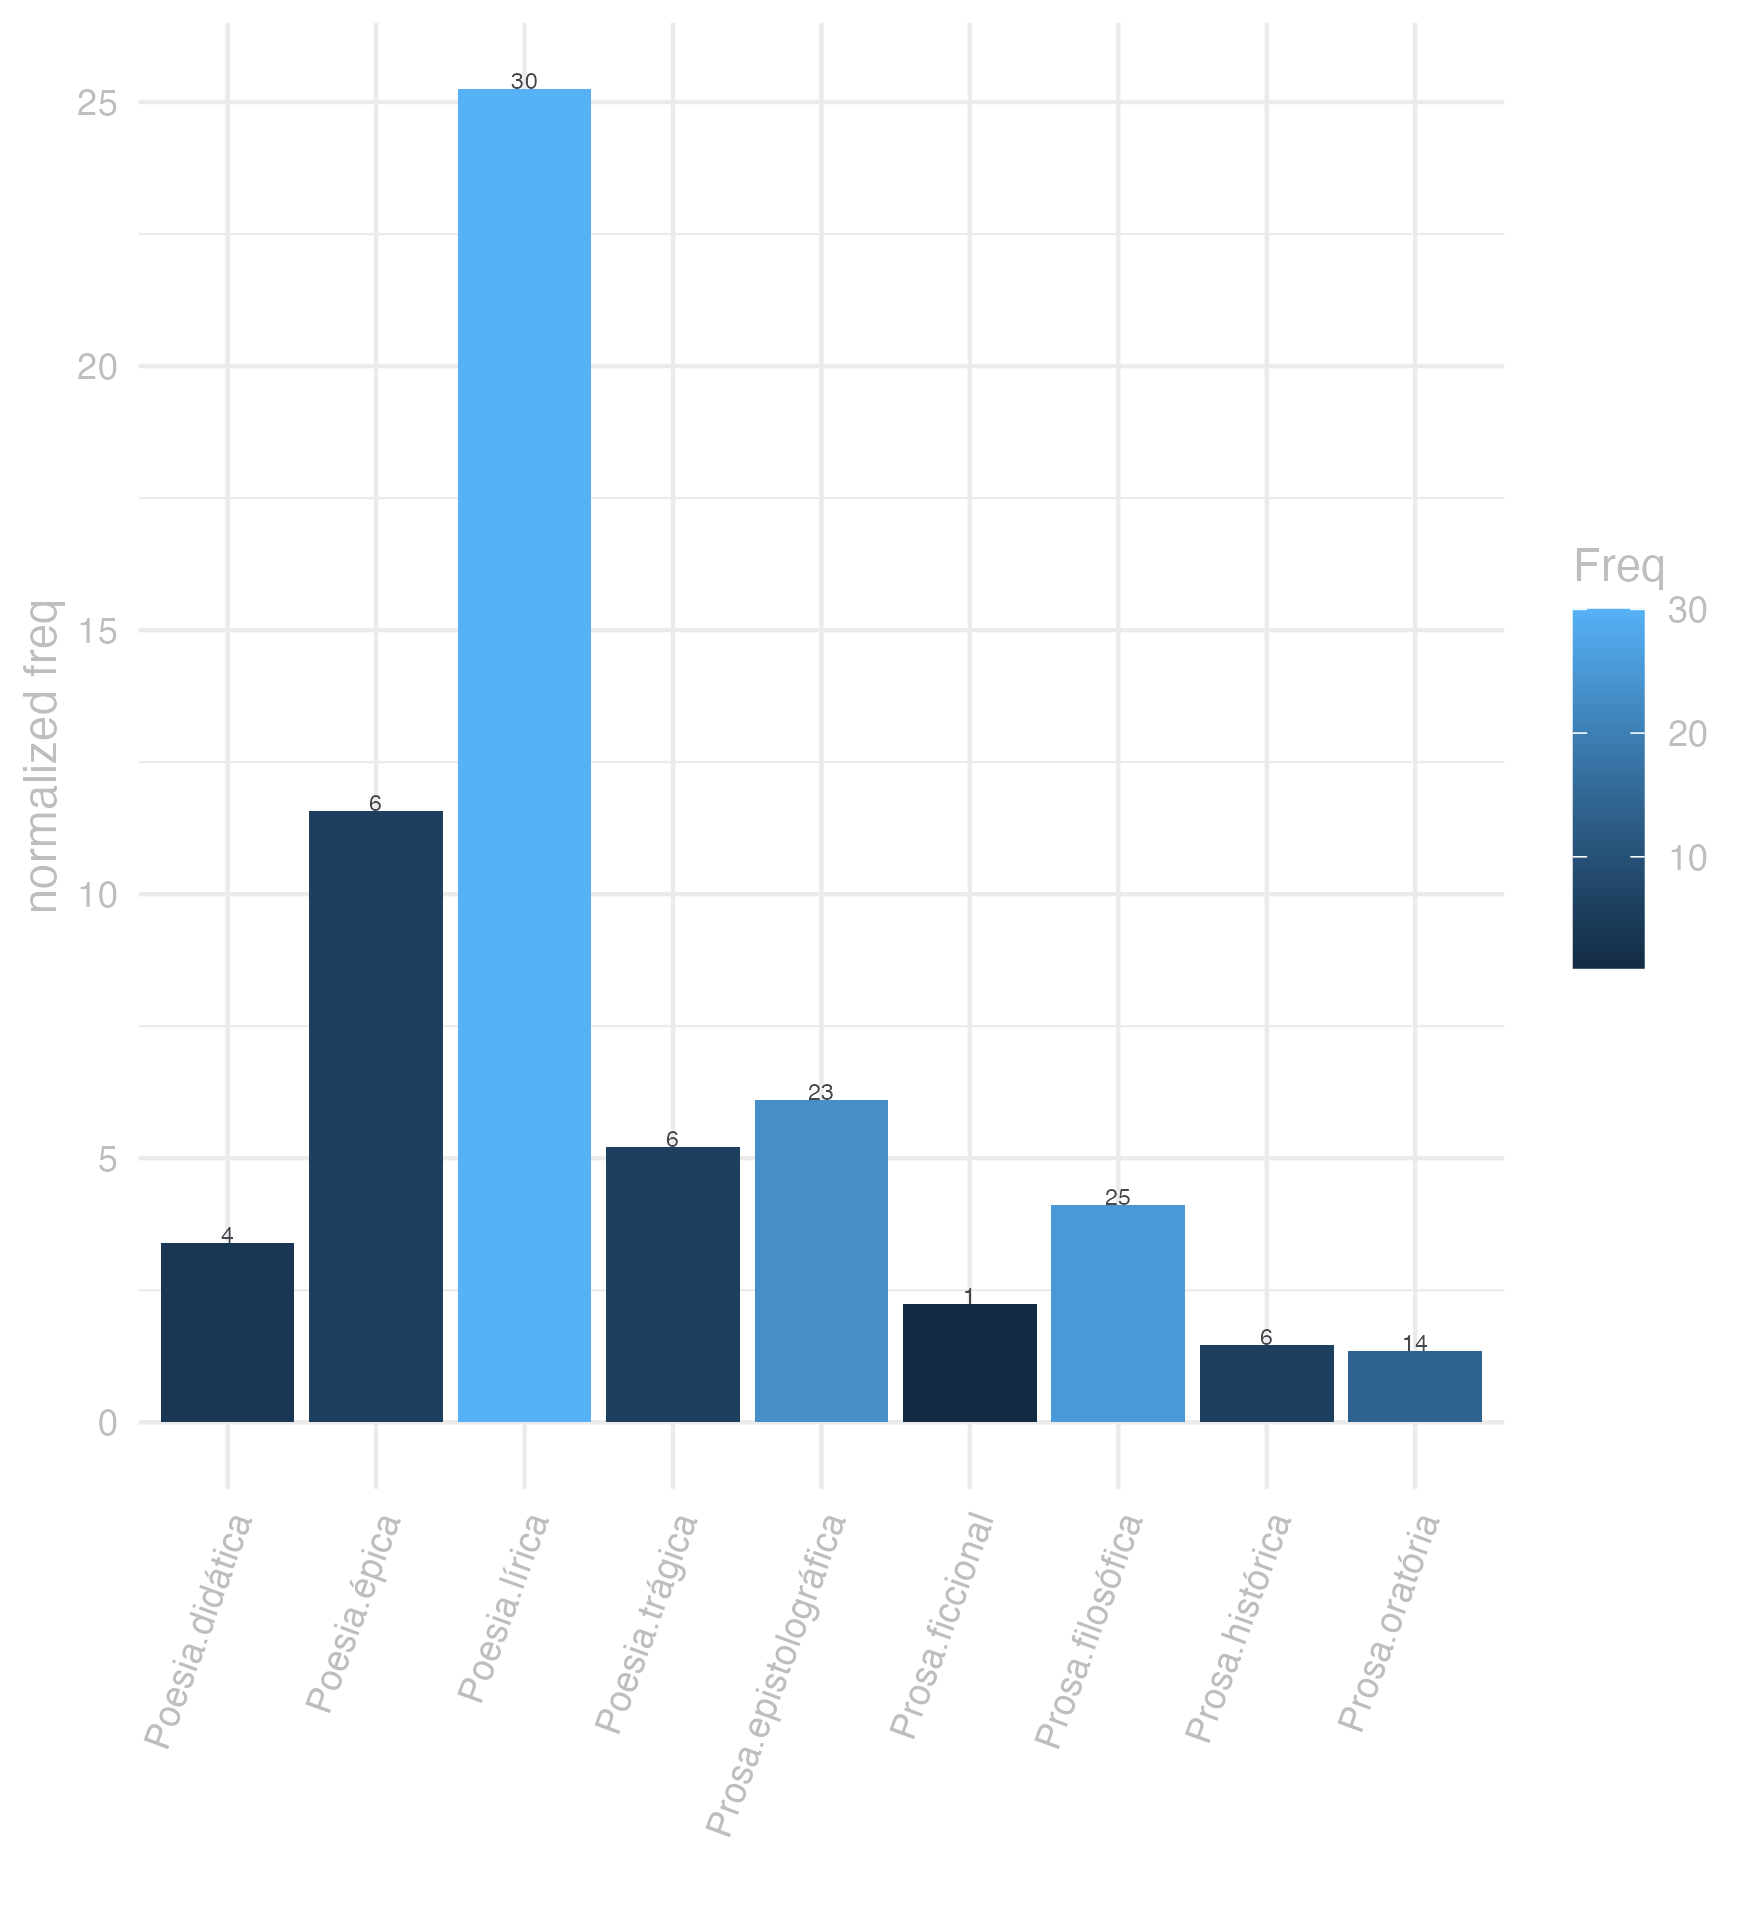 normalized freq
25
20
15
10
5
0
4
6
30
6
23
1
25
6
14
Poesia.didática
Poesia.épica
Poesia.lírica
Poesia.trágica
Prosa.epistolográfica
Prosa.ficcional
Prosa.filosófica
Prosa.histórica
Prosa.oratória
Freq
30
20
10